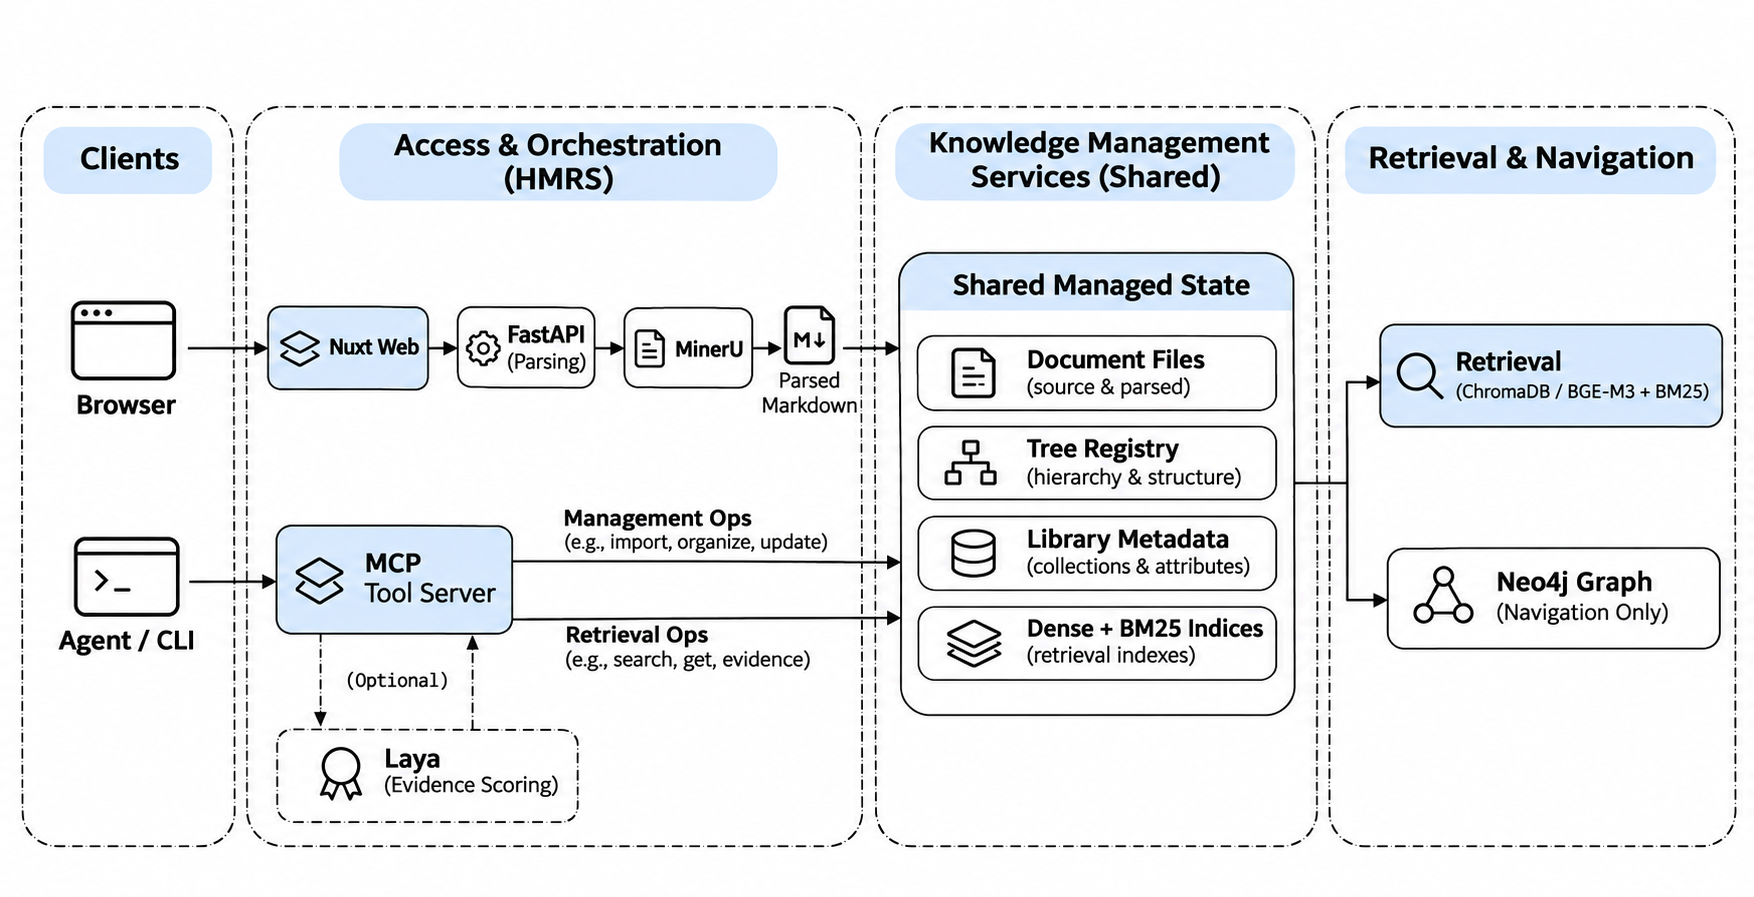 Clients
Access & Orchestration
(HMRS)
Knowledge Management
Services (Shared)
Retrieval & Navigation
Browser
Nuxt Web
FastAPI
(Parsing)
MinerU
M↓
Parsed
Markdown
Agent / CLI
>_
MCP
Tool Server
Management Ops
(e.g., import, organize, update)
Retrieval Ops
(e.g., search, get, evidence)
(Optional)
Laya
(Evidence Scoring)
Shared Managed State
Document Files
(source & parsed)
Tree Registry
(hierarchy & structure)
Library Metadata
(collections & attributes)
Dense + BM25 Indices
(retrieval indexes)
Retrieval
(ChromaDB / BGE-M3 + BM25)
Neo4j Graph
(Navigation Only)